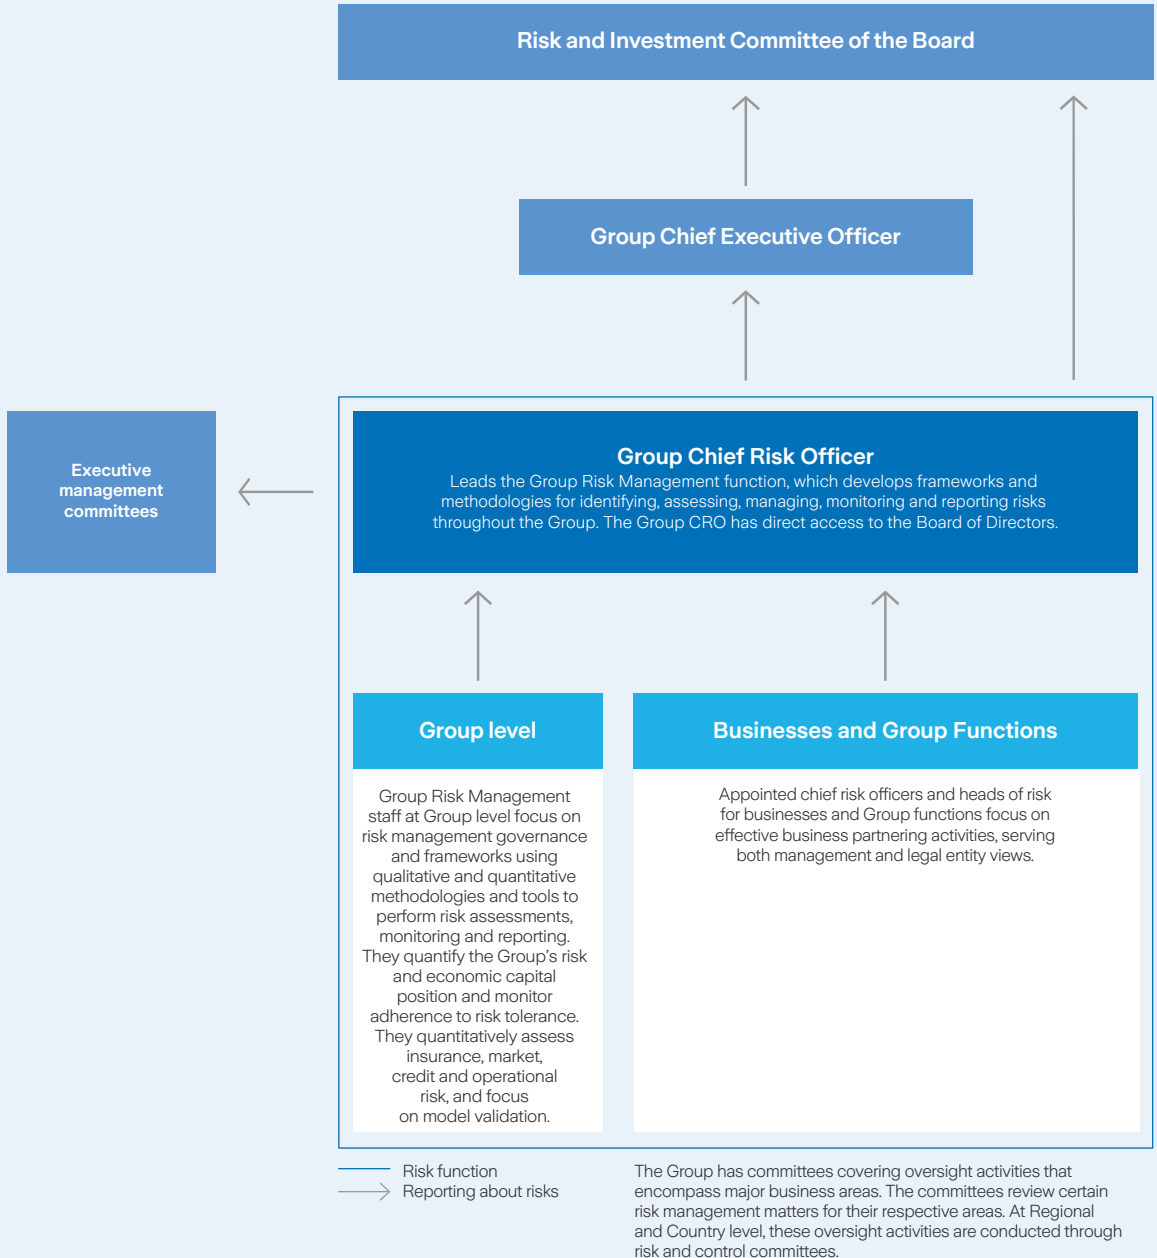 Risk and Investment Committee of the Board
Group Chief Executive Officer
Executive
management
committees
Group Chief Risk Officer
Leads the Group Risk Management function, which develops frameworks and
methodologies for identifying, assessing, managing, monitoring and reporting risks
throughout the Group. The Group CRO has direct access to the Board of Directors.
Group level
Group Risk Management
staff at Group level focus on
risk management governance
and frameworks using
qualitative and quantitative
methodologies and tools to
perform risk assessments,
monitoring and reporting.
They quantify the Group’s risk
and economic capital
position and monitor
adherence to risk tolerance.
They quantitatively assess
insurance, market,
credit and operational
risk, and focus
on model validation.
Businesses and Group Functions
Appointed chief risk officers and heads of risk
for businesses and Group functions focus on
effective business partnering activities, serving
both management and legal entity views.
Risk function
Reporting about risks
The Group has committees covering oversight activities that
encompass major business areas. The committees review certain
risk management matters for their respective areas. At Regional
and Country level, these oversight activities are conducted through
risk and control committees.